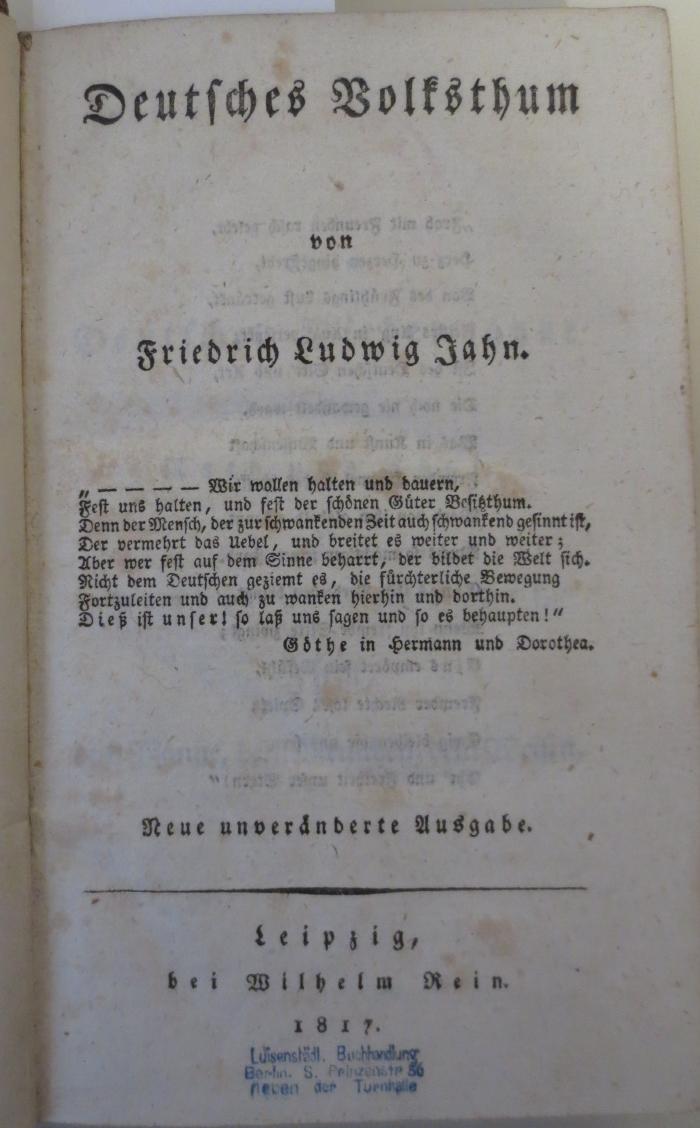 Deutsches Volksthum
von
Friedrich Ludwig Jahn.
„ — — — — Wir wollen halten und dauern,
Fest uns halten, und fest der schönen Güter Besitzthum.
Denn der Mensch, der zur schwankenden Zeit auch schwankend gesinnt ist,
Der vermehrt das Uebel, und breitet es weiter und weiter;
Aber wer fest auf dem Sinne beharrt, der bildet die Welt sich.
Nicht dem Deutschen geziemt es, die fürchterliche Bewegung
Fortzuleiten und auch zu wanken hierhin und dorthin.
Dieß ist unser! so laß uns sagen und so es behaupten!“
Göthe in Hermann und Dorothea.
Neue unveränderte Ausgabe.
Leipzig,
bei Wilhelm Rein.
1817.
Luisenstädt. Buchhandlung
Berlin. S. Prinzenstr 86
neben der Turnhalle